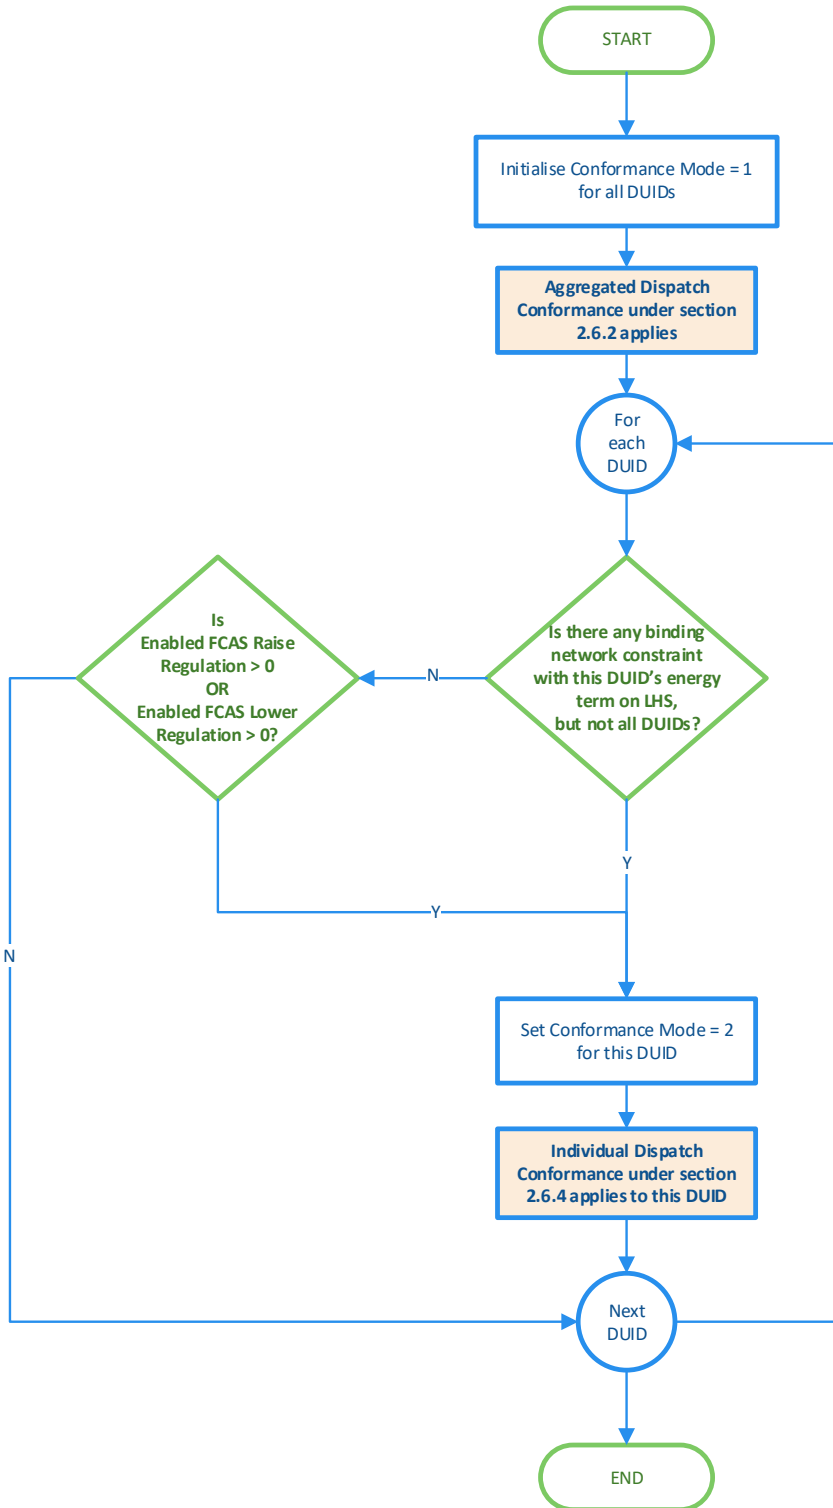 START
Initialise Conformance Mode = 1
for all DUIDs
Aggregated Dispatch
Conformance under section
2.6.2 applies
For
each
DUID
Is there any binding
network constraint
with this DUID's energy
term on LHS,
but not all DUIDs?
N
Is
Enabled FCAS Raise
Regulation > 0
OR
Enabled FCAS Lower
Regulation > 0?
Y
Y
N
Set Conformance Mode = 2
for this DUID
Individual Dispatch
Conformance under section
2.6.4 applies to this DUID
Next
DUID
END